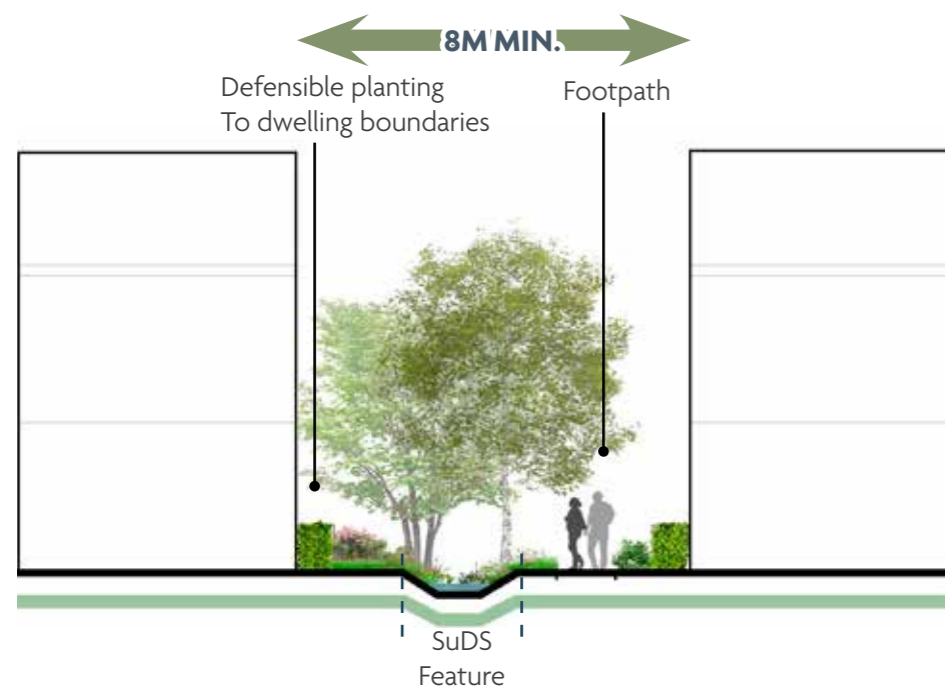 8M MIN.
Defensible planting
To dwelling boundaries
Footpath
SuDS
Feature